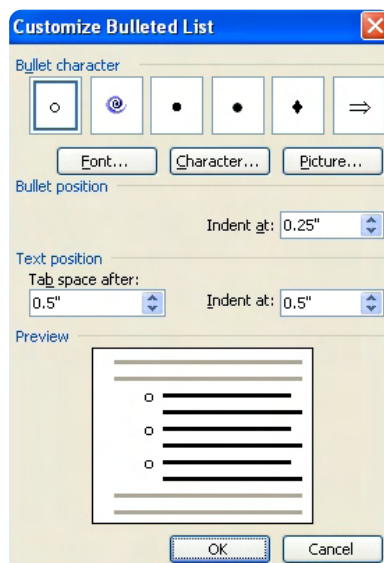 Customize Bulleted List
Bullet character
Font... Character... Picture...
Bullet position
Indent at: 0.25"
Text position
Tab space after:
0.5" Indent at: 0.5"
Preview
OK Cancel